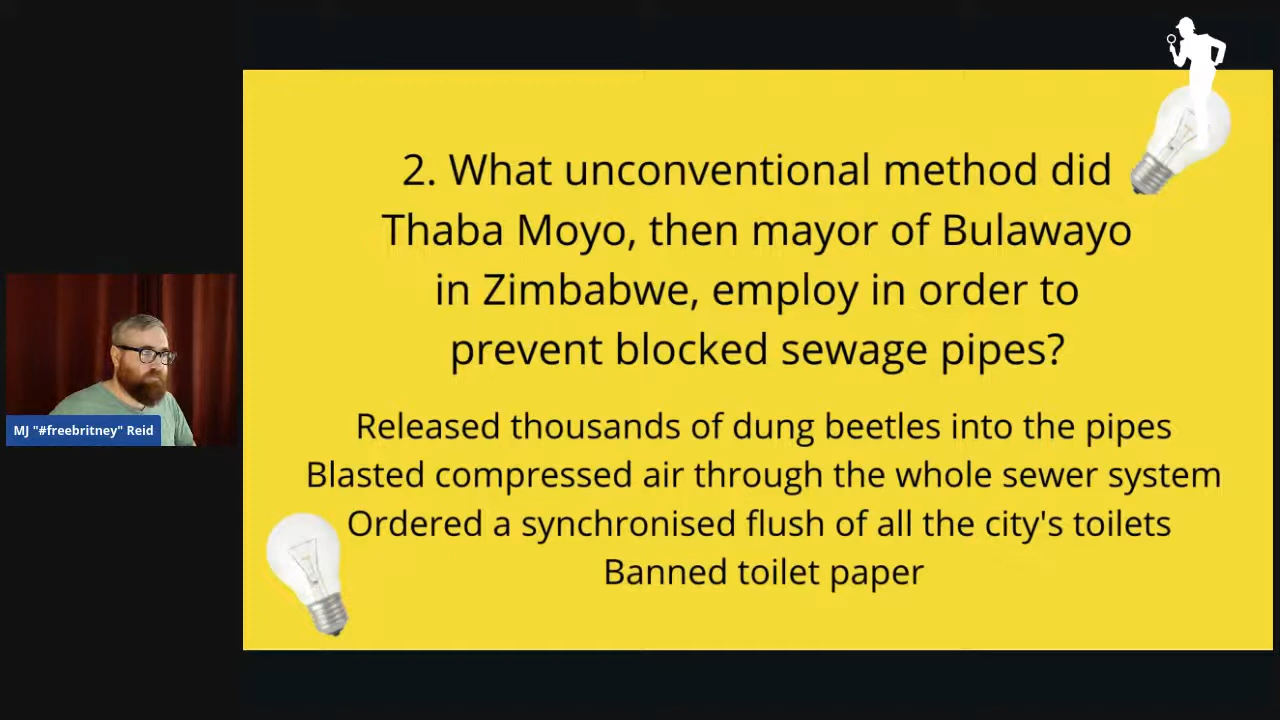 2. What unconventional method did
Thaba Moyo, then mayor of Bulawayo
in Zimbabwe, employ in order to
prevent blocked sewage pipes?
Released thousands of dung beetles into the pipes
Blasted compressed air through the whole sewer system
Ordered a synchronised flush of all the city's toilets
Banned toilet paper
MJ "#freebritney" Reid